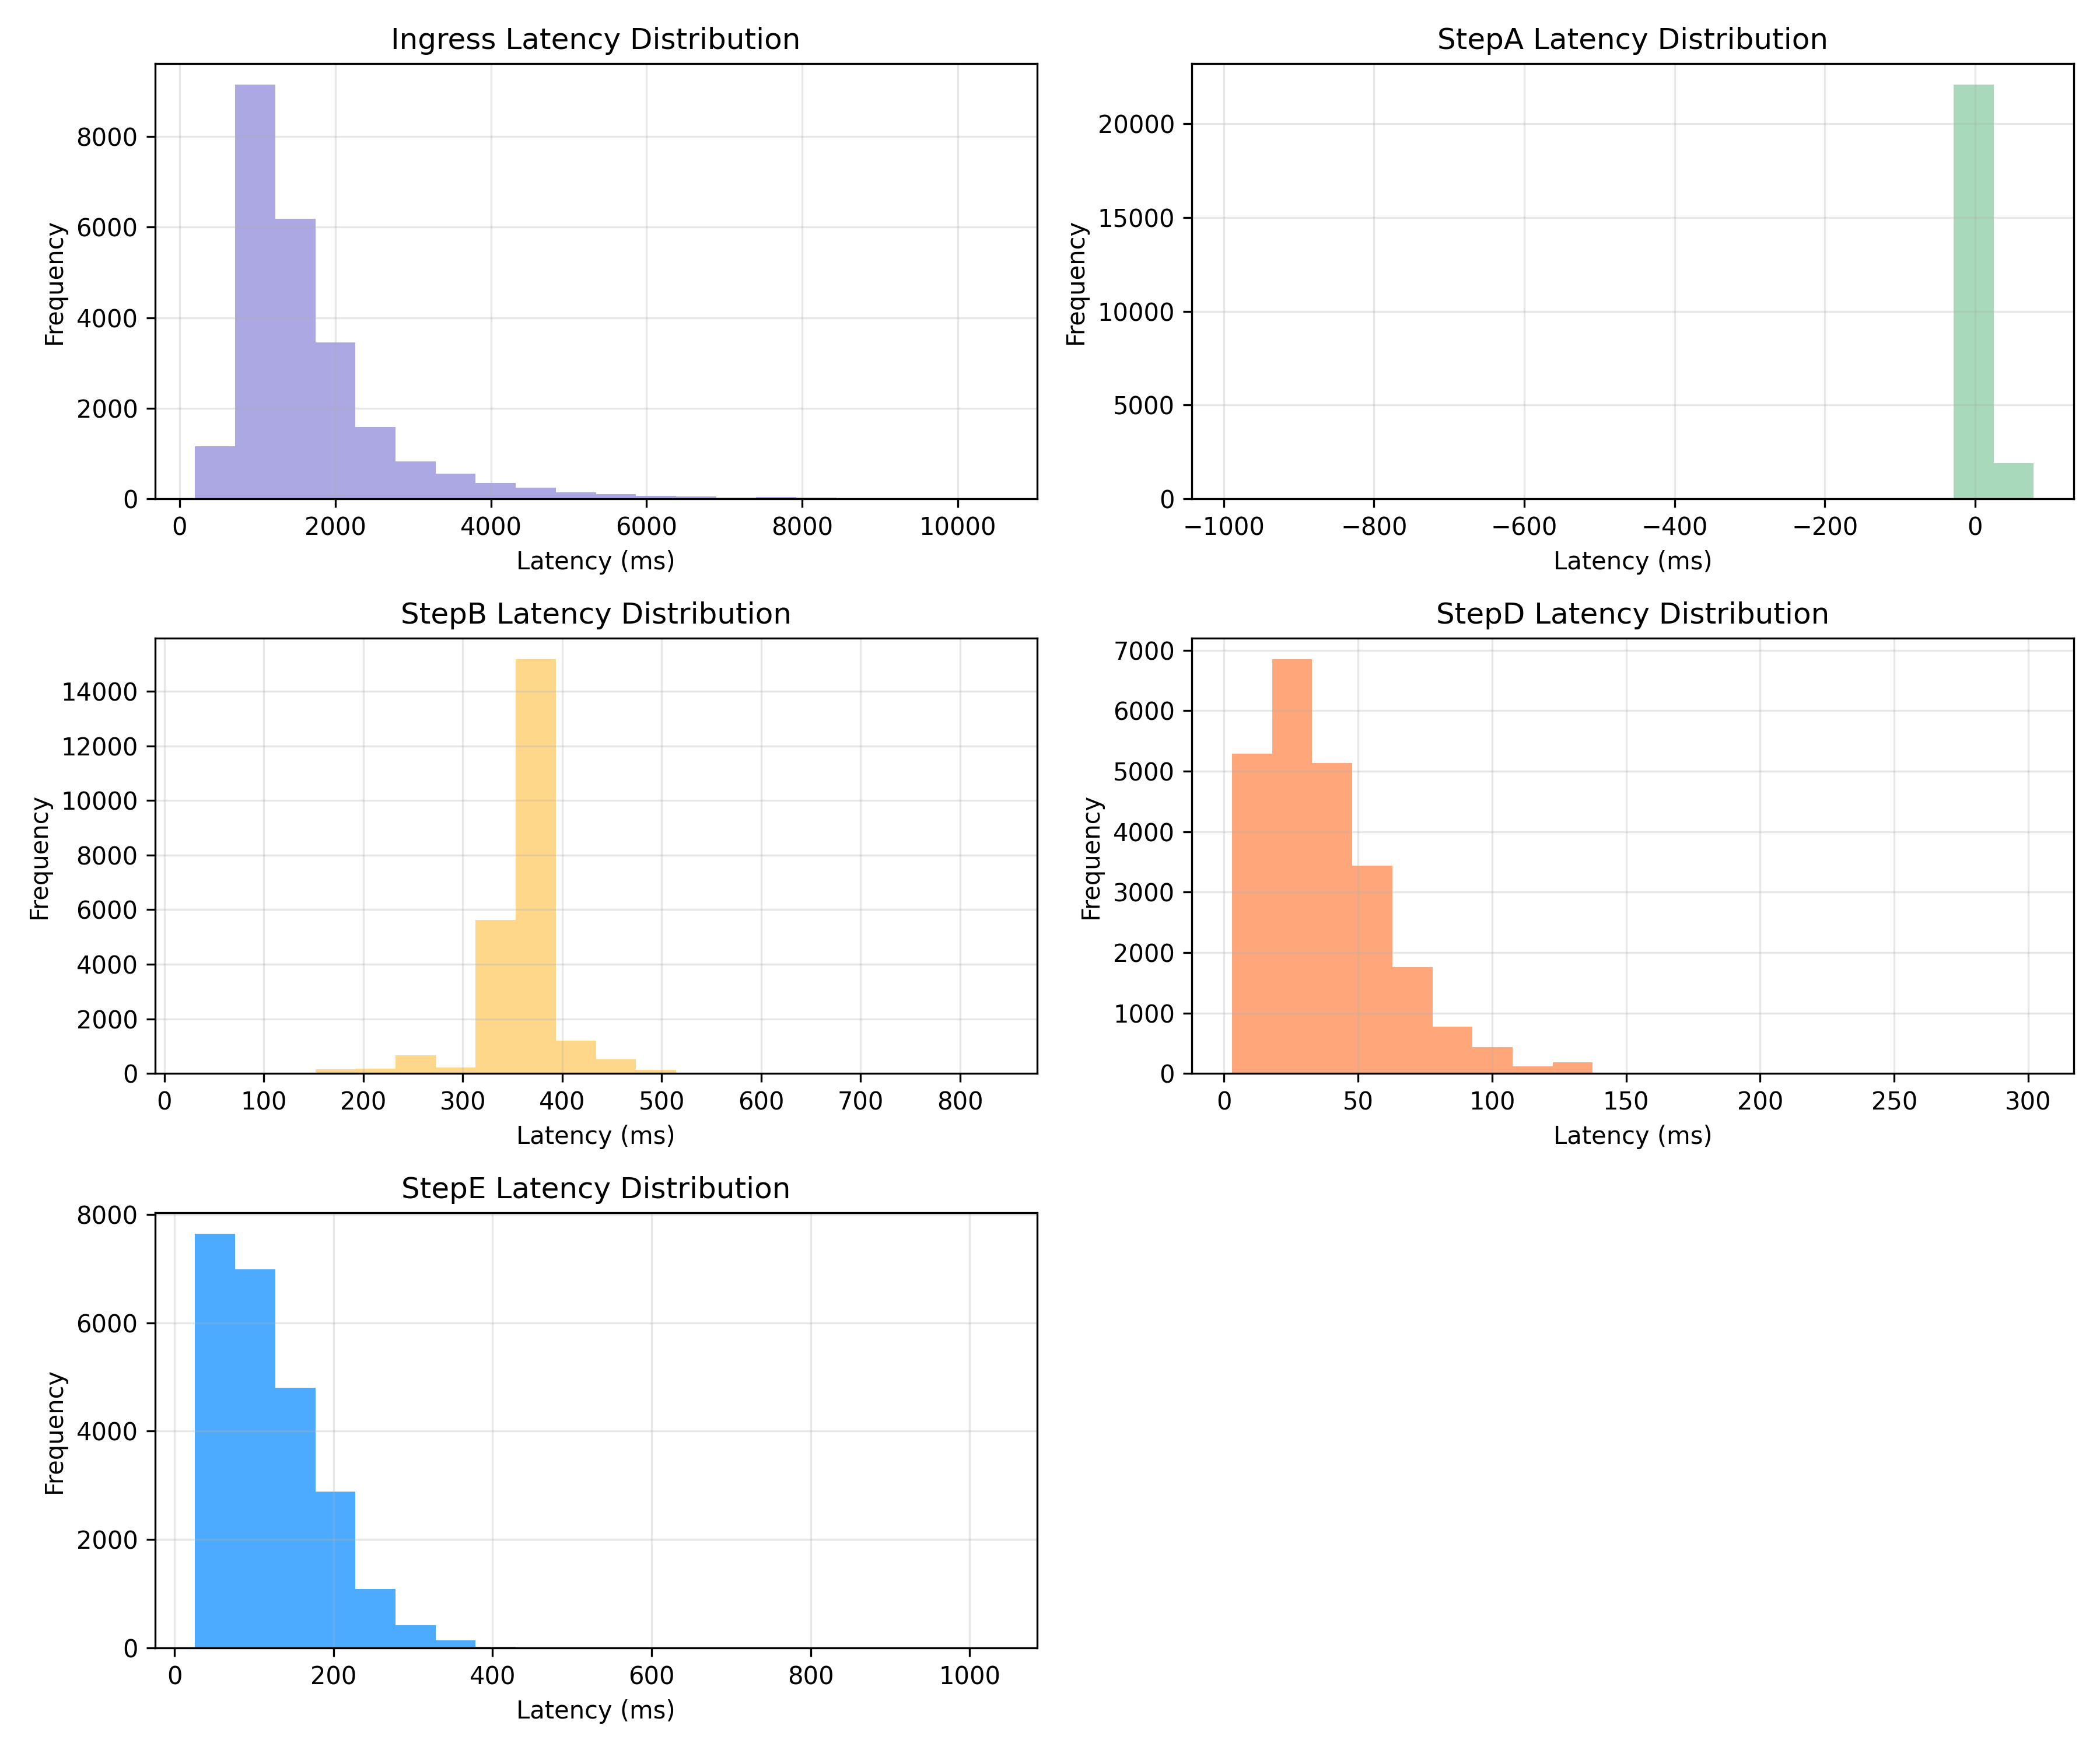 Ingress Latency Distribution
Frequency
8000
6000
4000
2000
0
0 2000 4000 6000 8000 10000
Latency (ms)
StepA Latency Distribution
Frequency
20000
15000
10000
5000
0
−1000 −800 −600 −400 −200 0
Latency (ms)
StepB Latency Distribution
Frequency
14000
12000
10000
8000
6000
4000
2000
0
0 100 200 300 400 500 600 700 800
Latency (ms)
StepD Latency Distribution
Frequency
7000
6000
5000
4000
3000
2000
1000
0
0 50 100 150 200 250 300
Latency (ms)
StepE Latency Distribution
Frequency
8000
6000
4000
2000
0
0 200 400 600 800 1000
Latency (ms)